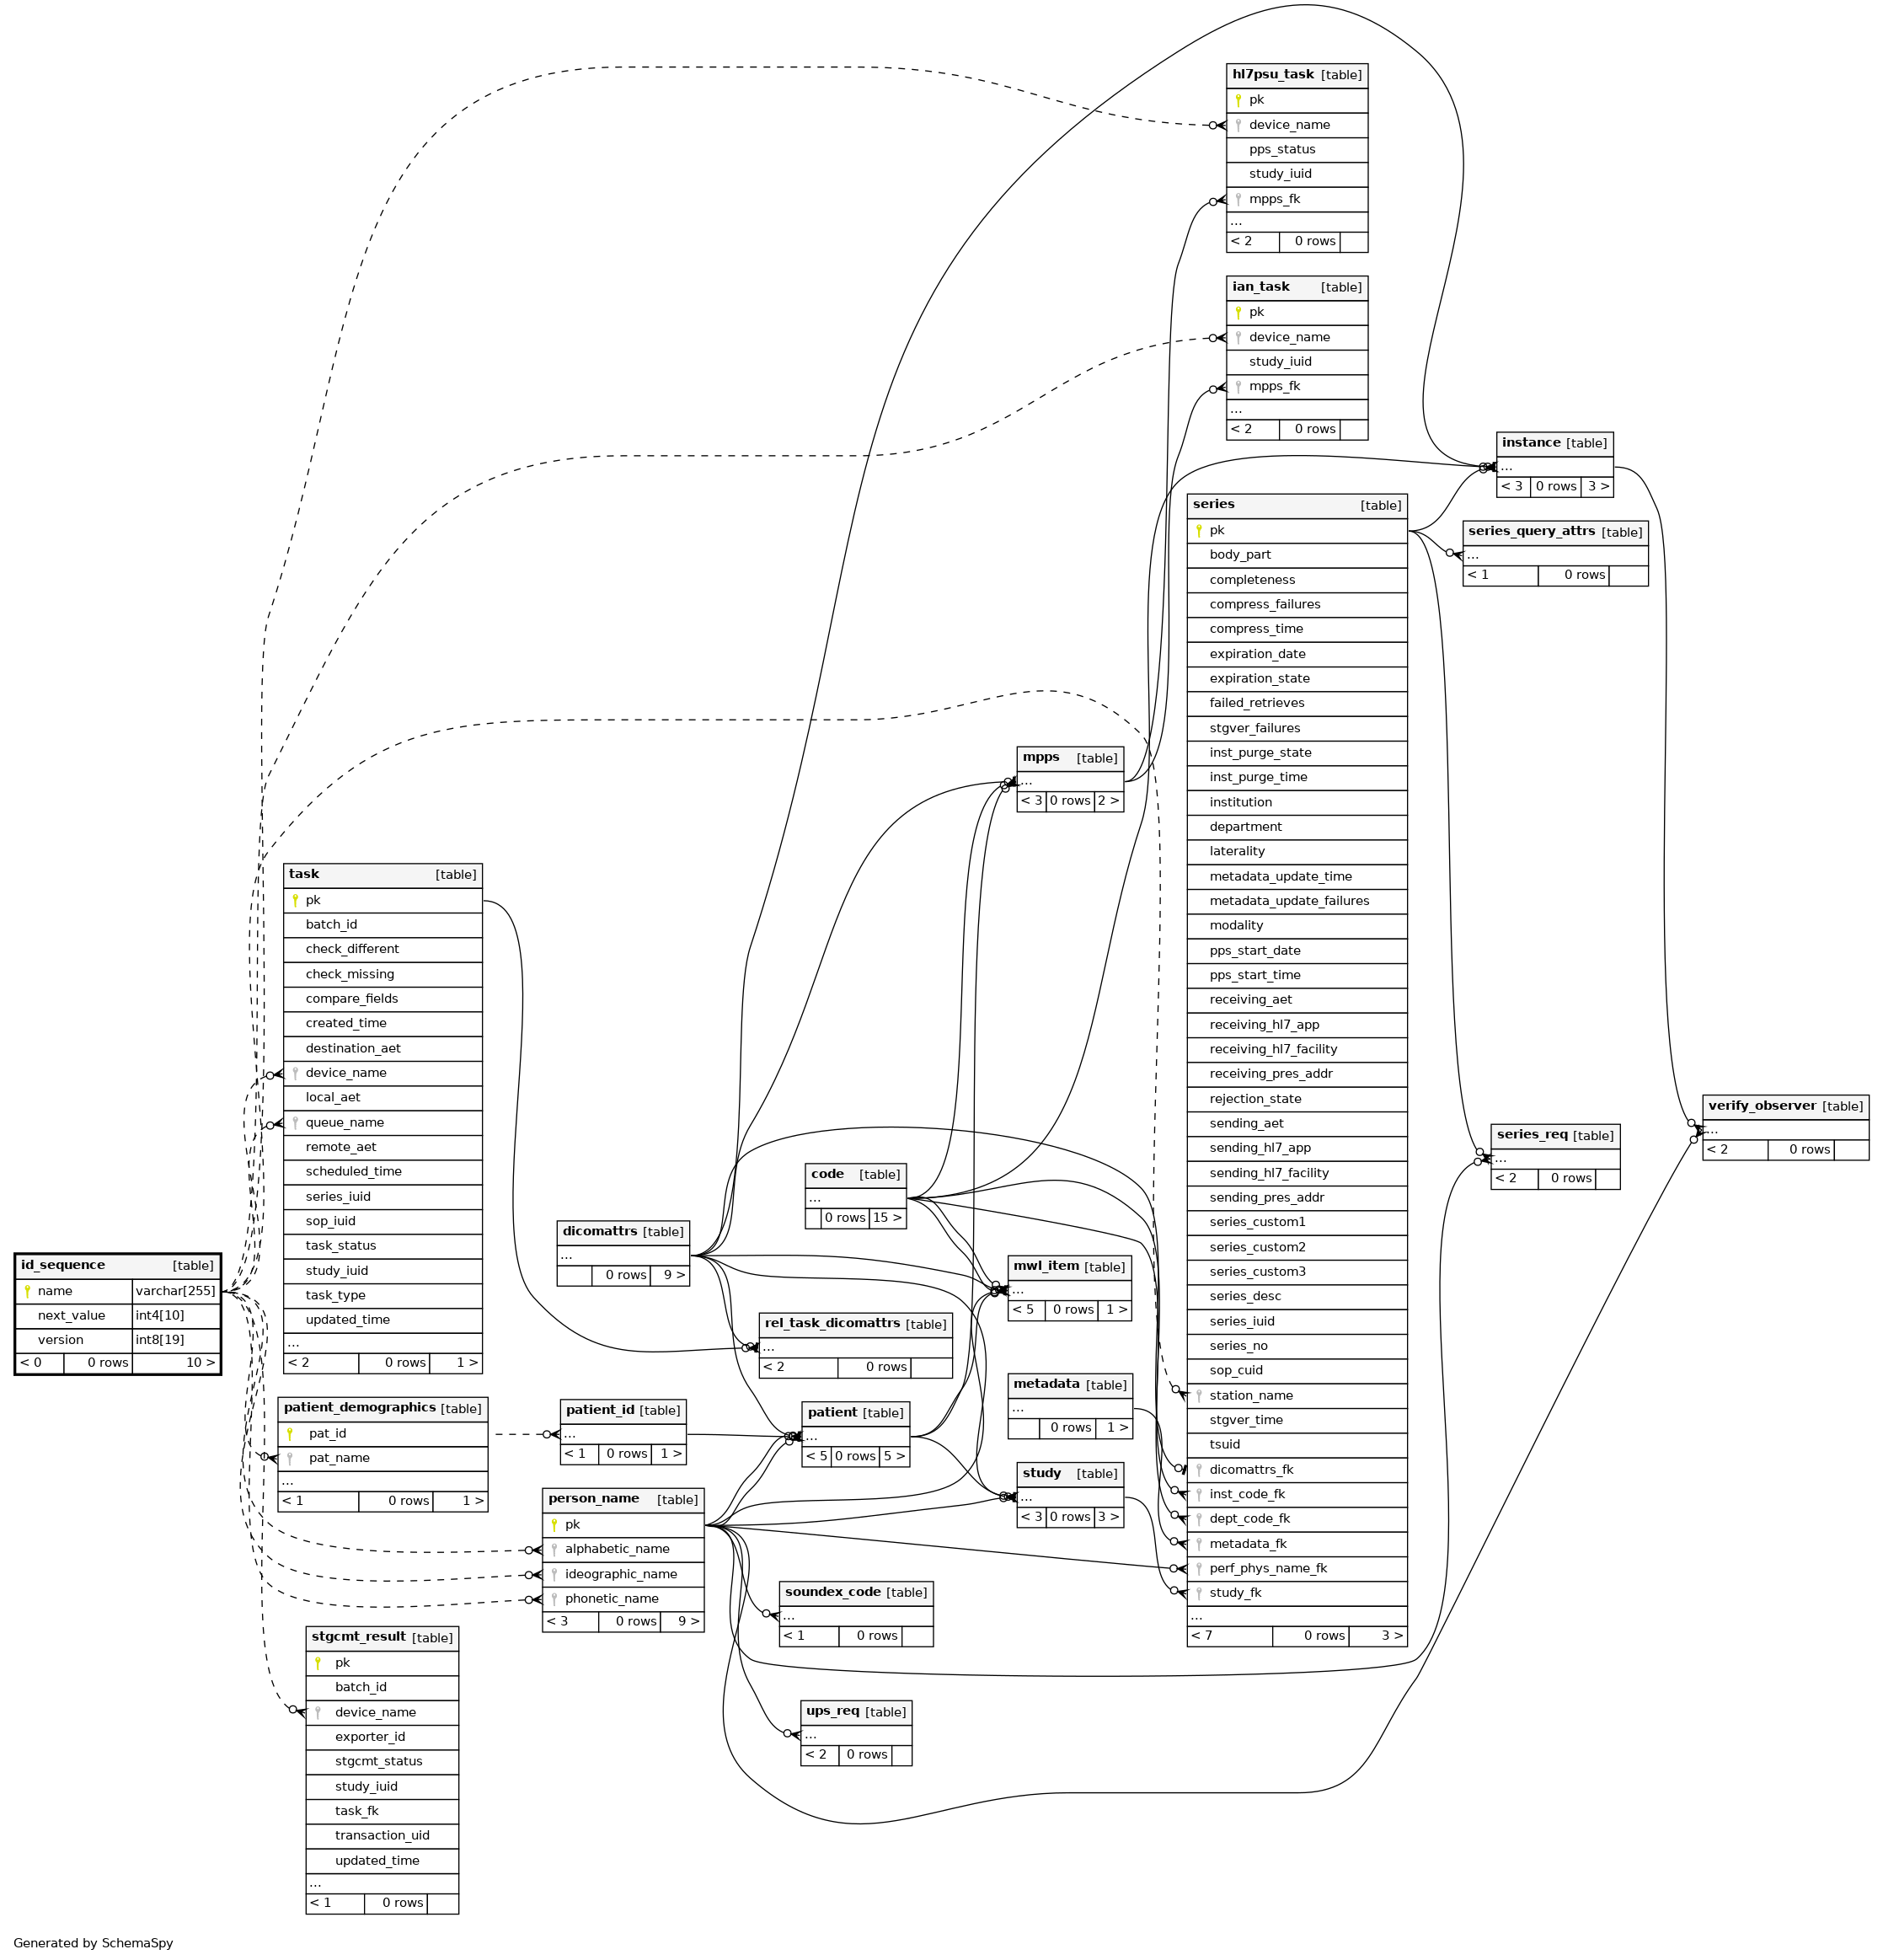 hl7psu_task [table]
pk
device_name
pps_status
study_iuid
mpps_fk
...
< 2 0 rows
ian_task [table]
pk
device_name
study_iuid
mpps_fk
...
< 2 0 rows
instance [table]
...
< 3 0 rows 3 >
series_query_attrs [table]
...
< 1 0 rows
series [table]
pk
body_part
completeness
compress_failures
compress_time
expiration_date
expiration_state
failed_retrieves
stgver_failures
inst_purge_state
inst_purge_time
institution
department
laterality
metadata_update_time
metadata_update_failures
modality
pps_start_date
pps_start_time
receiving_aet
receiving_hl7_app
receiving_hl7_facility
receiving_pres_addr
rejection_state
sending_aet
sending_hl7_app
sending_hl7_facility
sending_pres_addr
series_custom1
series_custom2
series_custom3
series_desc
series_iuid
series_no
sop_cuid
station_name
stgver_time
tsuid
dicomattrs_fk
inst_code_fk
dept_code_fk
metadata_fk
perf_phys_name_fk
study_fk
...
< 7 0 rows 3 >
mpps [table]
...
< 3 0 rows 2 >
task [table]
pk
batch_id
check_different
check_missing
compare_fields
created_time
destination_aet
device_name
local_aet
queue_name
remote_aet
scheduled_time
series_iuid
sop_iuid
task_status
study_iuid
task_type
updated_time
...
< 2 0 rows 1 >
verify_observer [table]
...
< 2 0 rows
series_req [table]
...
< 2 0 rows
code [table]
...
0 rows 15 >
dicomattrs [table]
...
0 rows 9 >
id_sequence [table]
name varchar[255]
next_value int4[10]
version int8[19]
< 0 0 rows 10 >
mwl_item [table]
...
< 5 0 rows 1 >
rel_task_dicomattrs [table]
...
< 2 0 rows
metadata [table]
...
0 rows 1 >
patient_demographics [table]
pat_id
pat_name
...
< 1 0 rows 1 >
patient_id [table]
...
< 1 0 rows 1 >
patient [table]
...
< 5 0 rows 5 >
study [table]
...
< 3 0 rows 3 >
person_name [table]
pk
alphabetic_name
ideographic_name
phonetic_name
< 3 0 rows 9 >
soundex_code [table]
...
< 1 0 rows
stgcmt_result [table]
pk
batch_id
device_name
exporter_id
stgcmt_status
study_iuid
task_fk
transaction_uid
updated_time
...
< 1 0 rows
ups_req [table]
...
< 2 0 rows
Generated by SchemaSpy